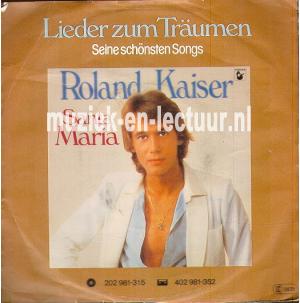 Lieder zum Träumen
Seine schönsten Songs
Roland Kaiser
Santa
Maria
muziek-en-lectuur.nl
202 981-315
402 981-352